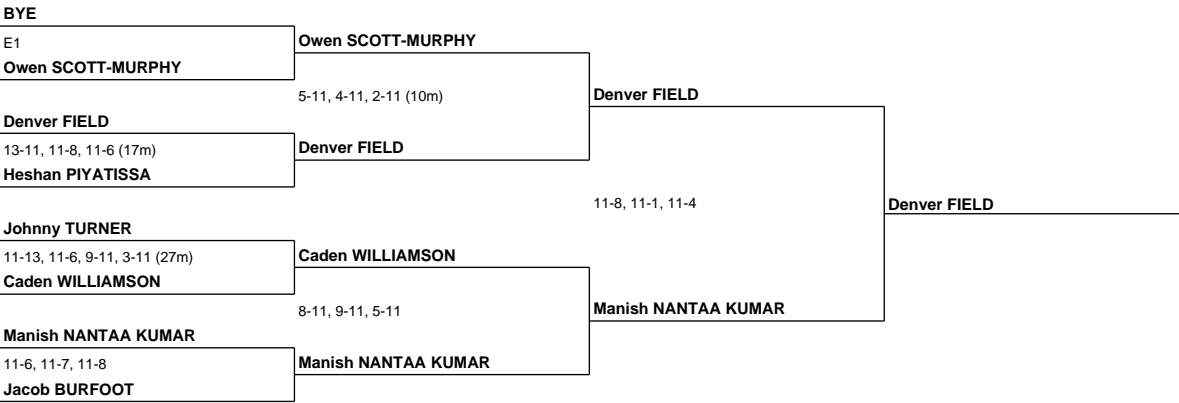 BYE
E1
Owen SCOTT-MURPHY
Owen SCOTT-MURPHY
5-11, 4-11, 2-11 (10m)
Denver FIELD
Denver FIELD
13-11, 11-8, 11-6 (17m)
Denver FIELD
Heshan PIYATISSA
11-8, 11-1, 11-4
Denver FIELD
Johnny TURNER
11-13, 11-6, 9-11, 3-11 (27m)
Caden WILLIAMSON
Caden WILLIAMSON
8-11, 9-11, 5-11
Manish NANTAA KUMAR
Manish NANTAA KUMAR
11-6, 11-7, 11-8
Manish NANTAA KUMAR
Jacob BURFOOT